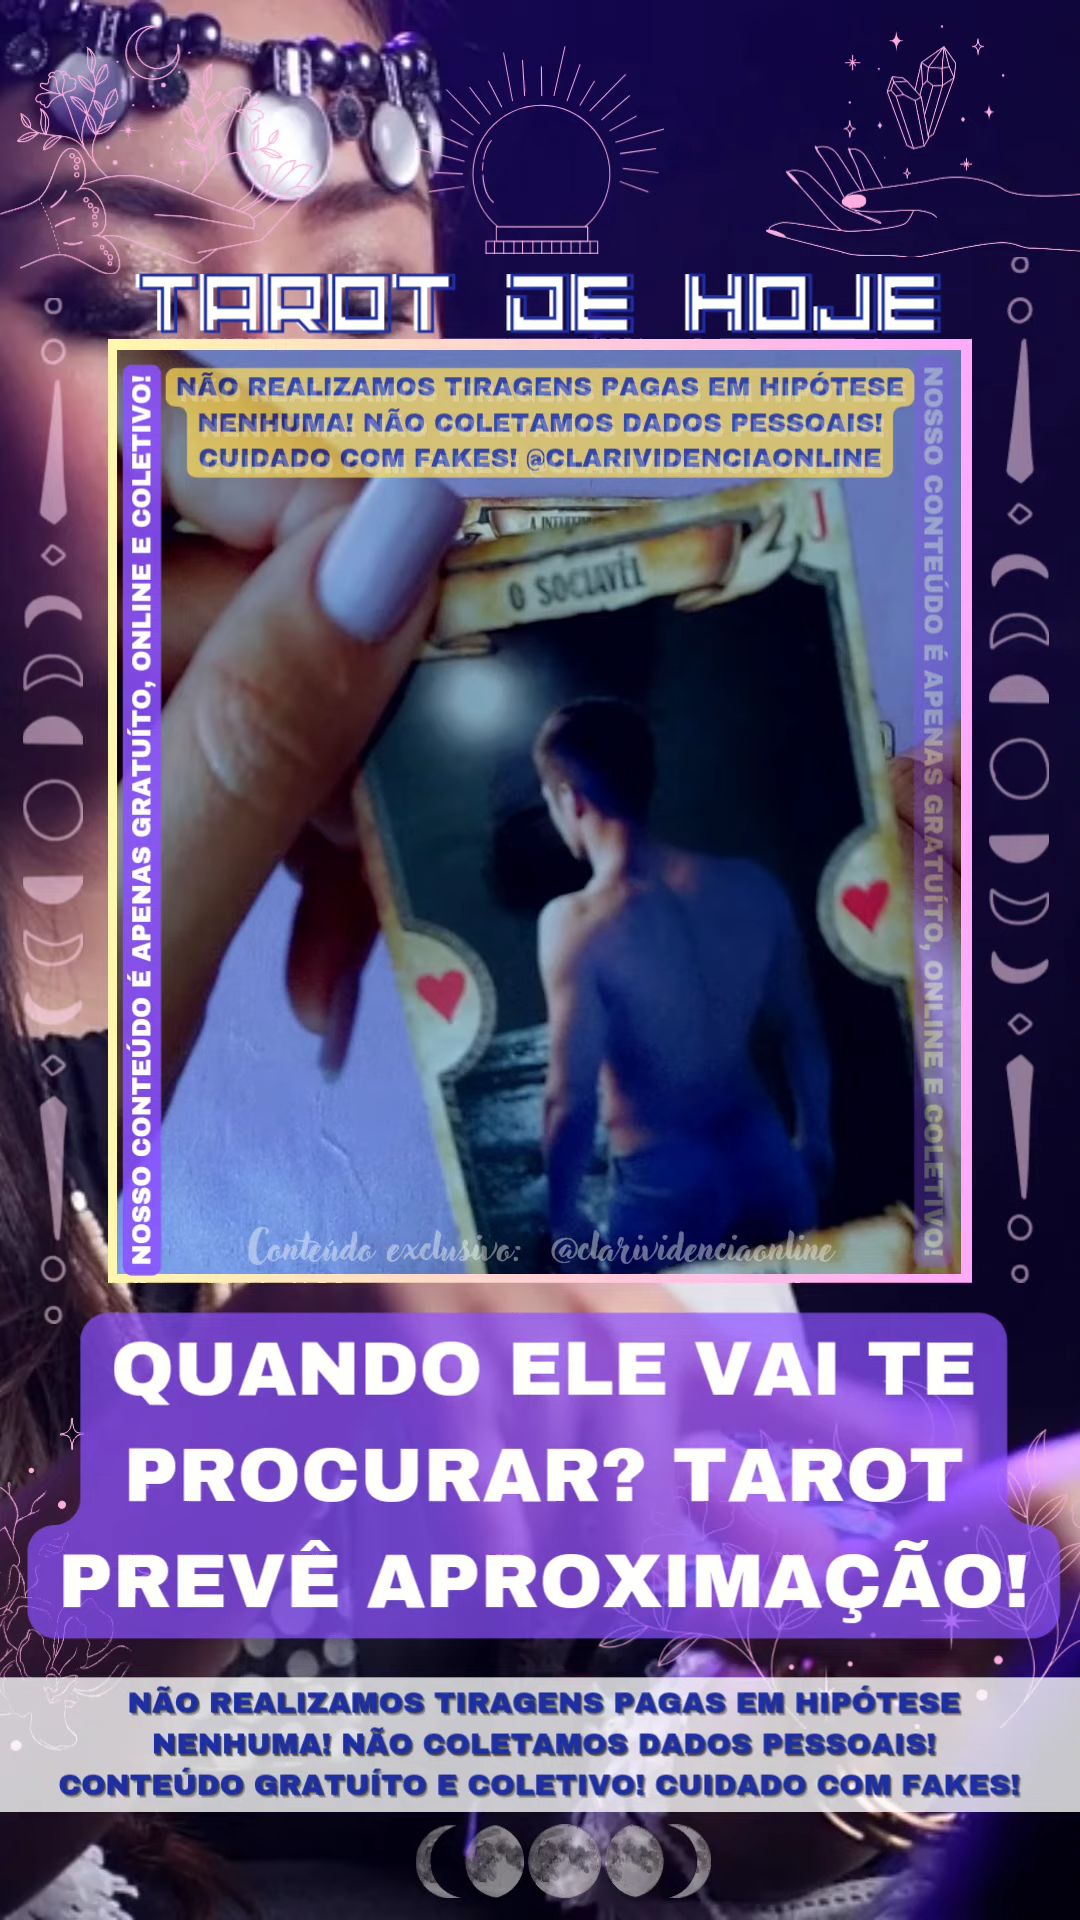 TAROT DE HOJE
NÃO REALIZAMOS TIRAGENS PAGAS EM HIPÓTESE
NENHUMA! NÃO COLETAMOS DADOS PESSOAIS!
CUIDADO COM FAKES! @CLARIVIDENCIAONLINE
NOSSO CONTEÚDO É APENAS GRATUÍTO, ONLINE E COLETIVO!
NOSSO CONTEÚDO É APENAS GRATUÍTO, ONLINE E COLETIVO!
J
O SOCIAVÉL
Conteúdo exclusivo: @clarividenciaonline
QUANDO ELE VAI TE
PROCURAR? TAROT
PREVÊ APROXIMAÇÃO!
NÃO REALIZAMOS TIRAGENS PAGAS EM HIPÓTESE
NENHUMA! NÃO COLETAMOS DADOS PESSOAIS!
CONTEÚDO GRATUÍTO E COLETIVO! CUIDADO COM FAKES!